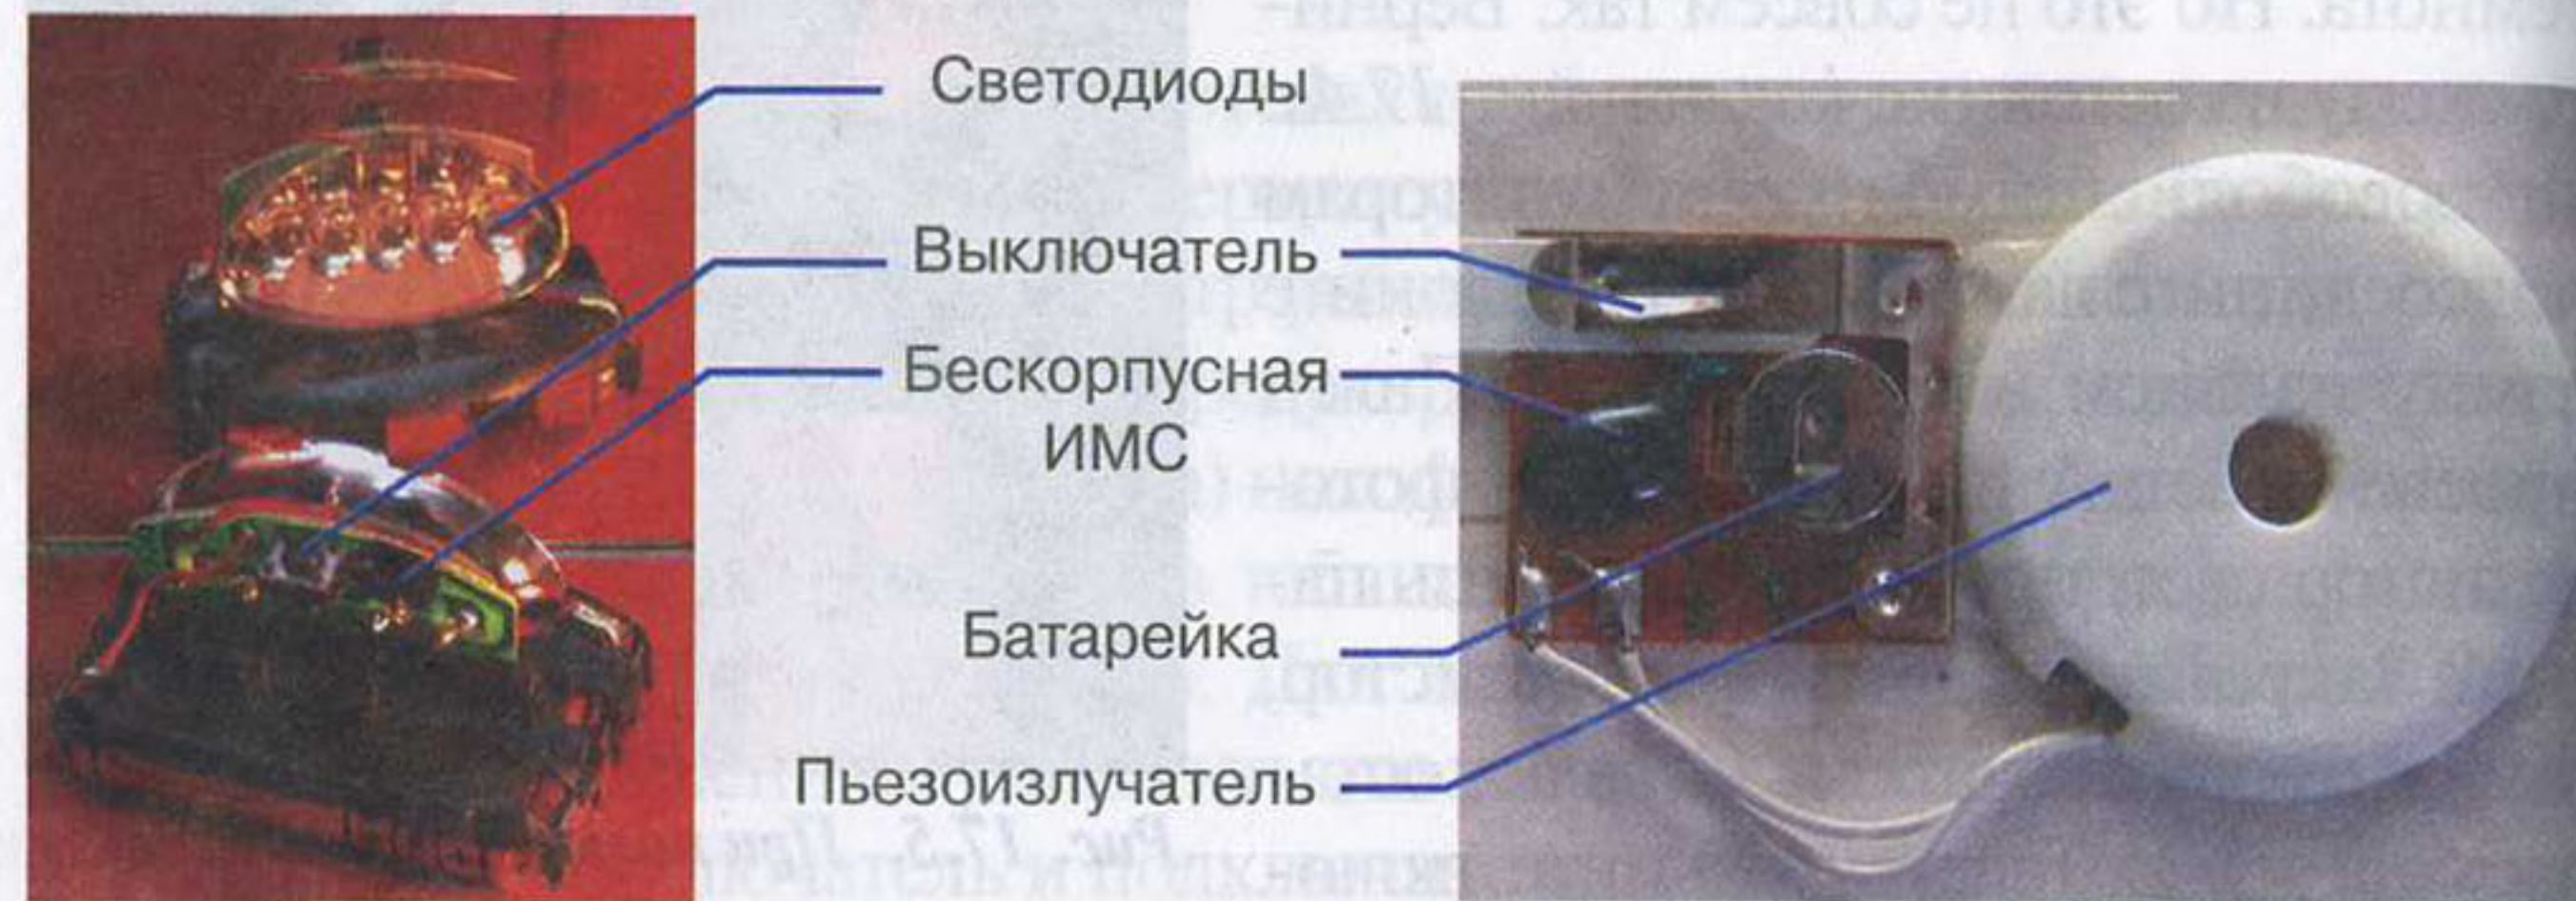 Светодиоды
Выключатель
Бескорпусная
ИМС
Батарейка
Пьезоизлучатель